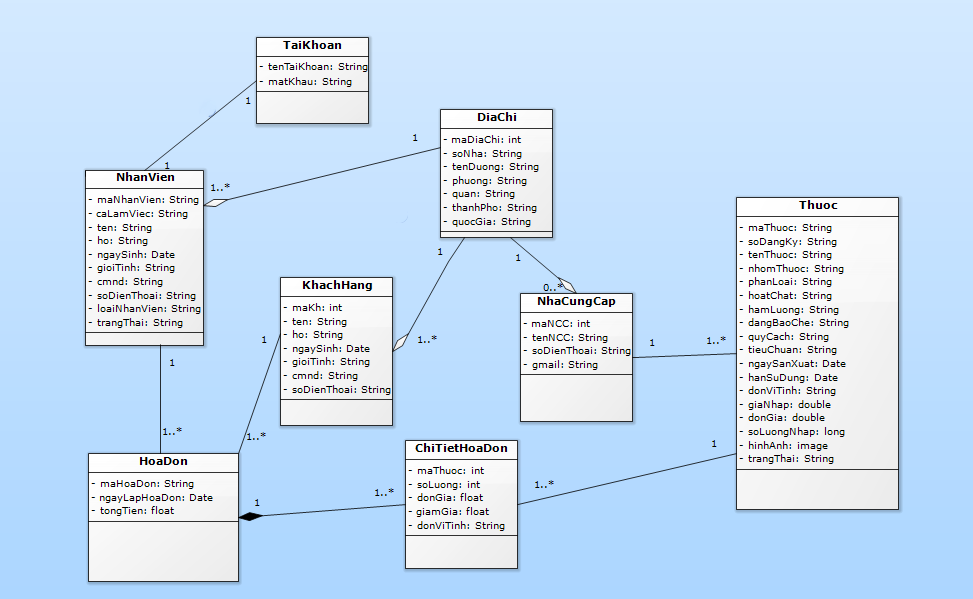 TaiKhoan
- tenTaiKhoan: String
- matKhau: String
1
1
NhanVien
- maNhanVien: String
- caLamViec: String
- ten: String
- ho: String
- ngaySinh: Date
- gioiTinh: String
- cmnd: String
- soDienThoai: String
- loaiNhanVien: String
- trangThai: String
1..*
1
DiaChi
- maDiaChi: int
- soNha: String
- tenDuong: String
- phuong: String
- quan: String
- thanhPho: String
- quocGia: String
1
1..*
1
0..*
KhachHang
- maKh: int
- ten: String
- ho: String
- ngaySinh: Date
- gioiTinh: String
- cmnd: String
- soDienThoai: String
1
1..*
NhaCungCap
- maNCC: int
- tenNCC: String
- soDienThoai: String
- gmail: String
1
1..*
Thuoc
- maThuoc: String
- soDangKy: String
- tenThuoc: String
- nhomThuoc: String
- phanLoai: String
- hoatChat: String
- hamLuong: String
- dangBaoChe: String
- quyCach: String
- tieuChuan: String
- ngaySanXuat: Date
- hanSuDung: Date
- donViTinh: String
- giaNhap: double
- donGia: double
- soLuongNhap: long
- hinhAnh: image
- trangThai: String
1
1..*
HoaDon
- maHoaDon: String
- ngayLapHoaDon: Date
- tongTien: float
1
1..*
ChiTietHoaDon
- maThuoc: int
- soLuong: int
- donGia: float
- giamGia: float
- donViTinh: String
1..*
1